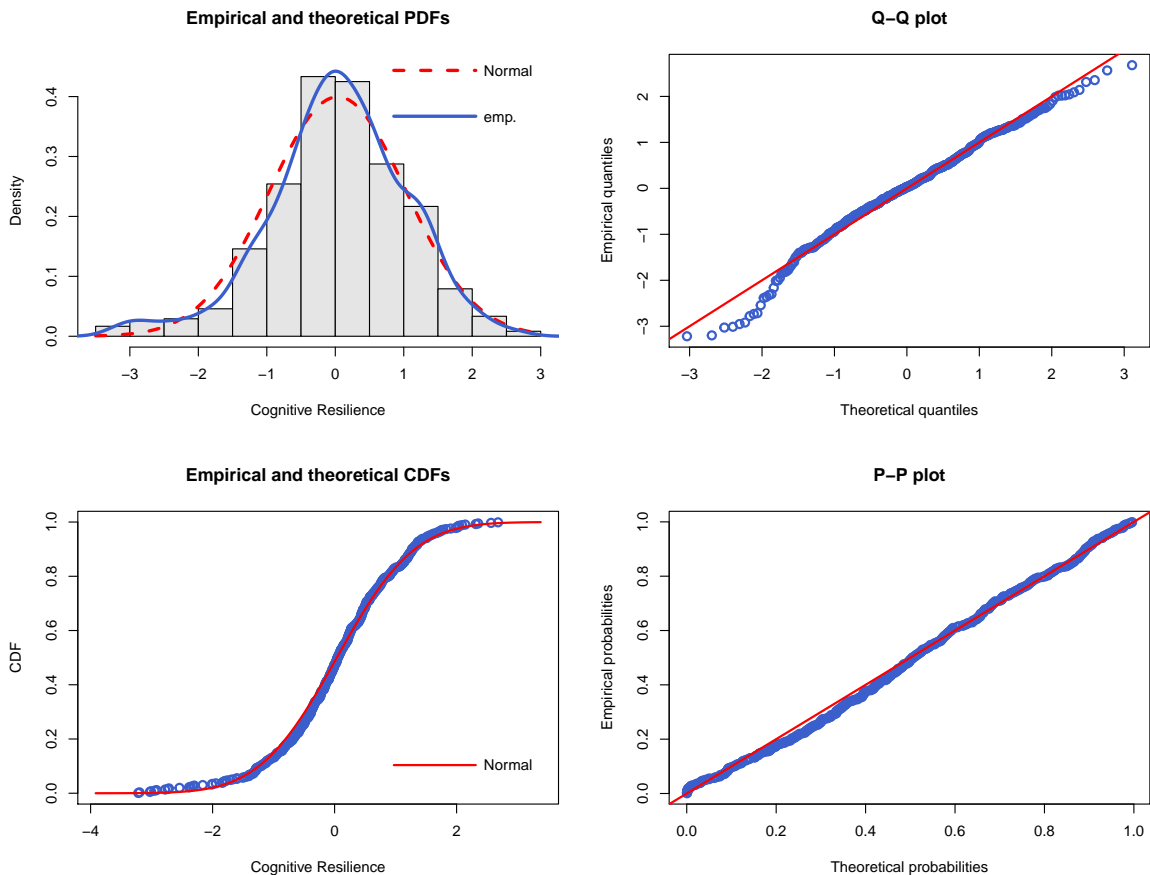 Empirical and theoretical PDFs
Density
0.0 0.1 0.2 0.3 0.4
Normal
emp.
−3 −2 −1 0 1 2 3
Cognitive Resilience
Q−Q plot
Empirical quantiles
−3 −2 −1 0 1 2
−3 −2 −1 0 1 2 3
Theoretical quantiles
Empirical and theoretical CDFs
CDF
0.0 0.2 0.4 0.6 0.8 1.0
Normal
−4 −2 0 2
Cognitive Resilience
P−P plot
Empirical probabilities
0.0 0.2 0.4 0.6 0.8 1.0
0.0 0.2 0.4 0.6 0.8 1.0
Theoretical probabilities